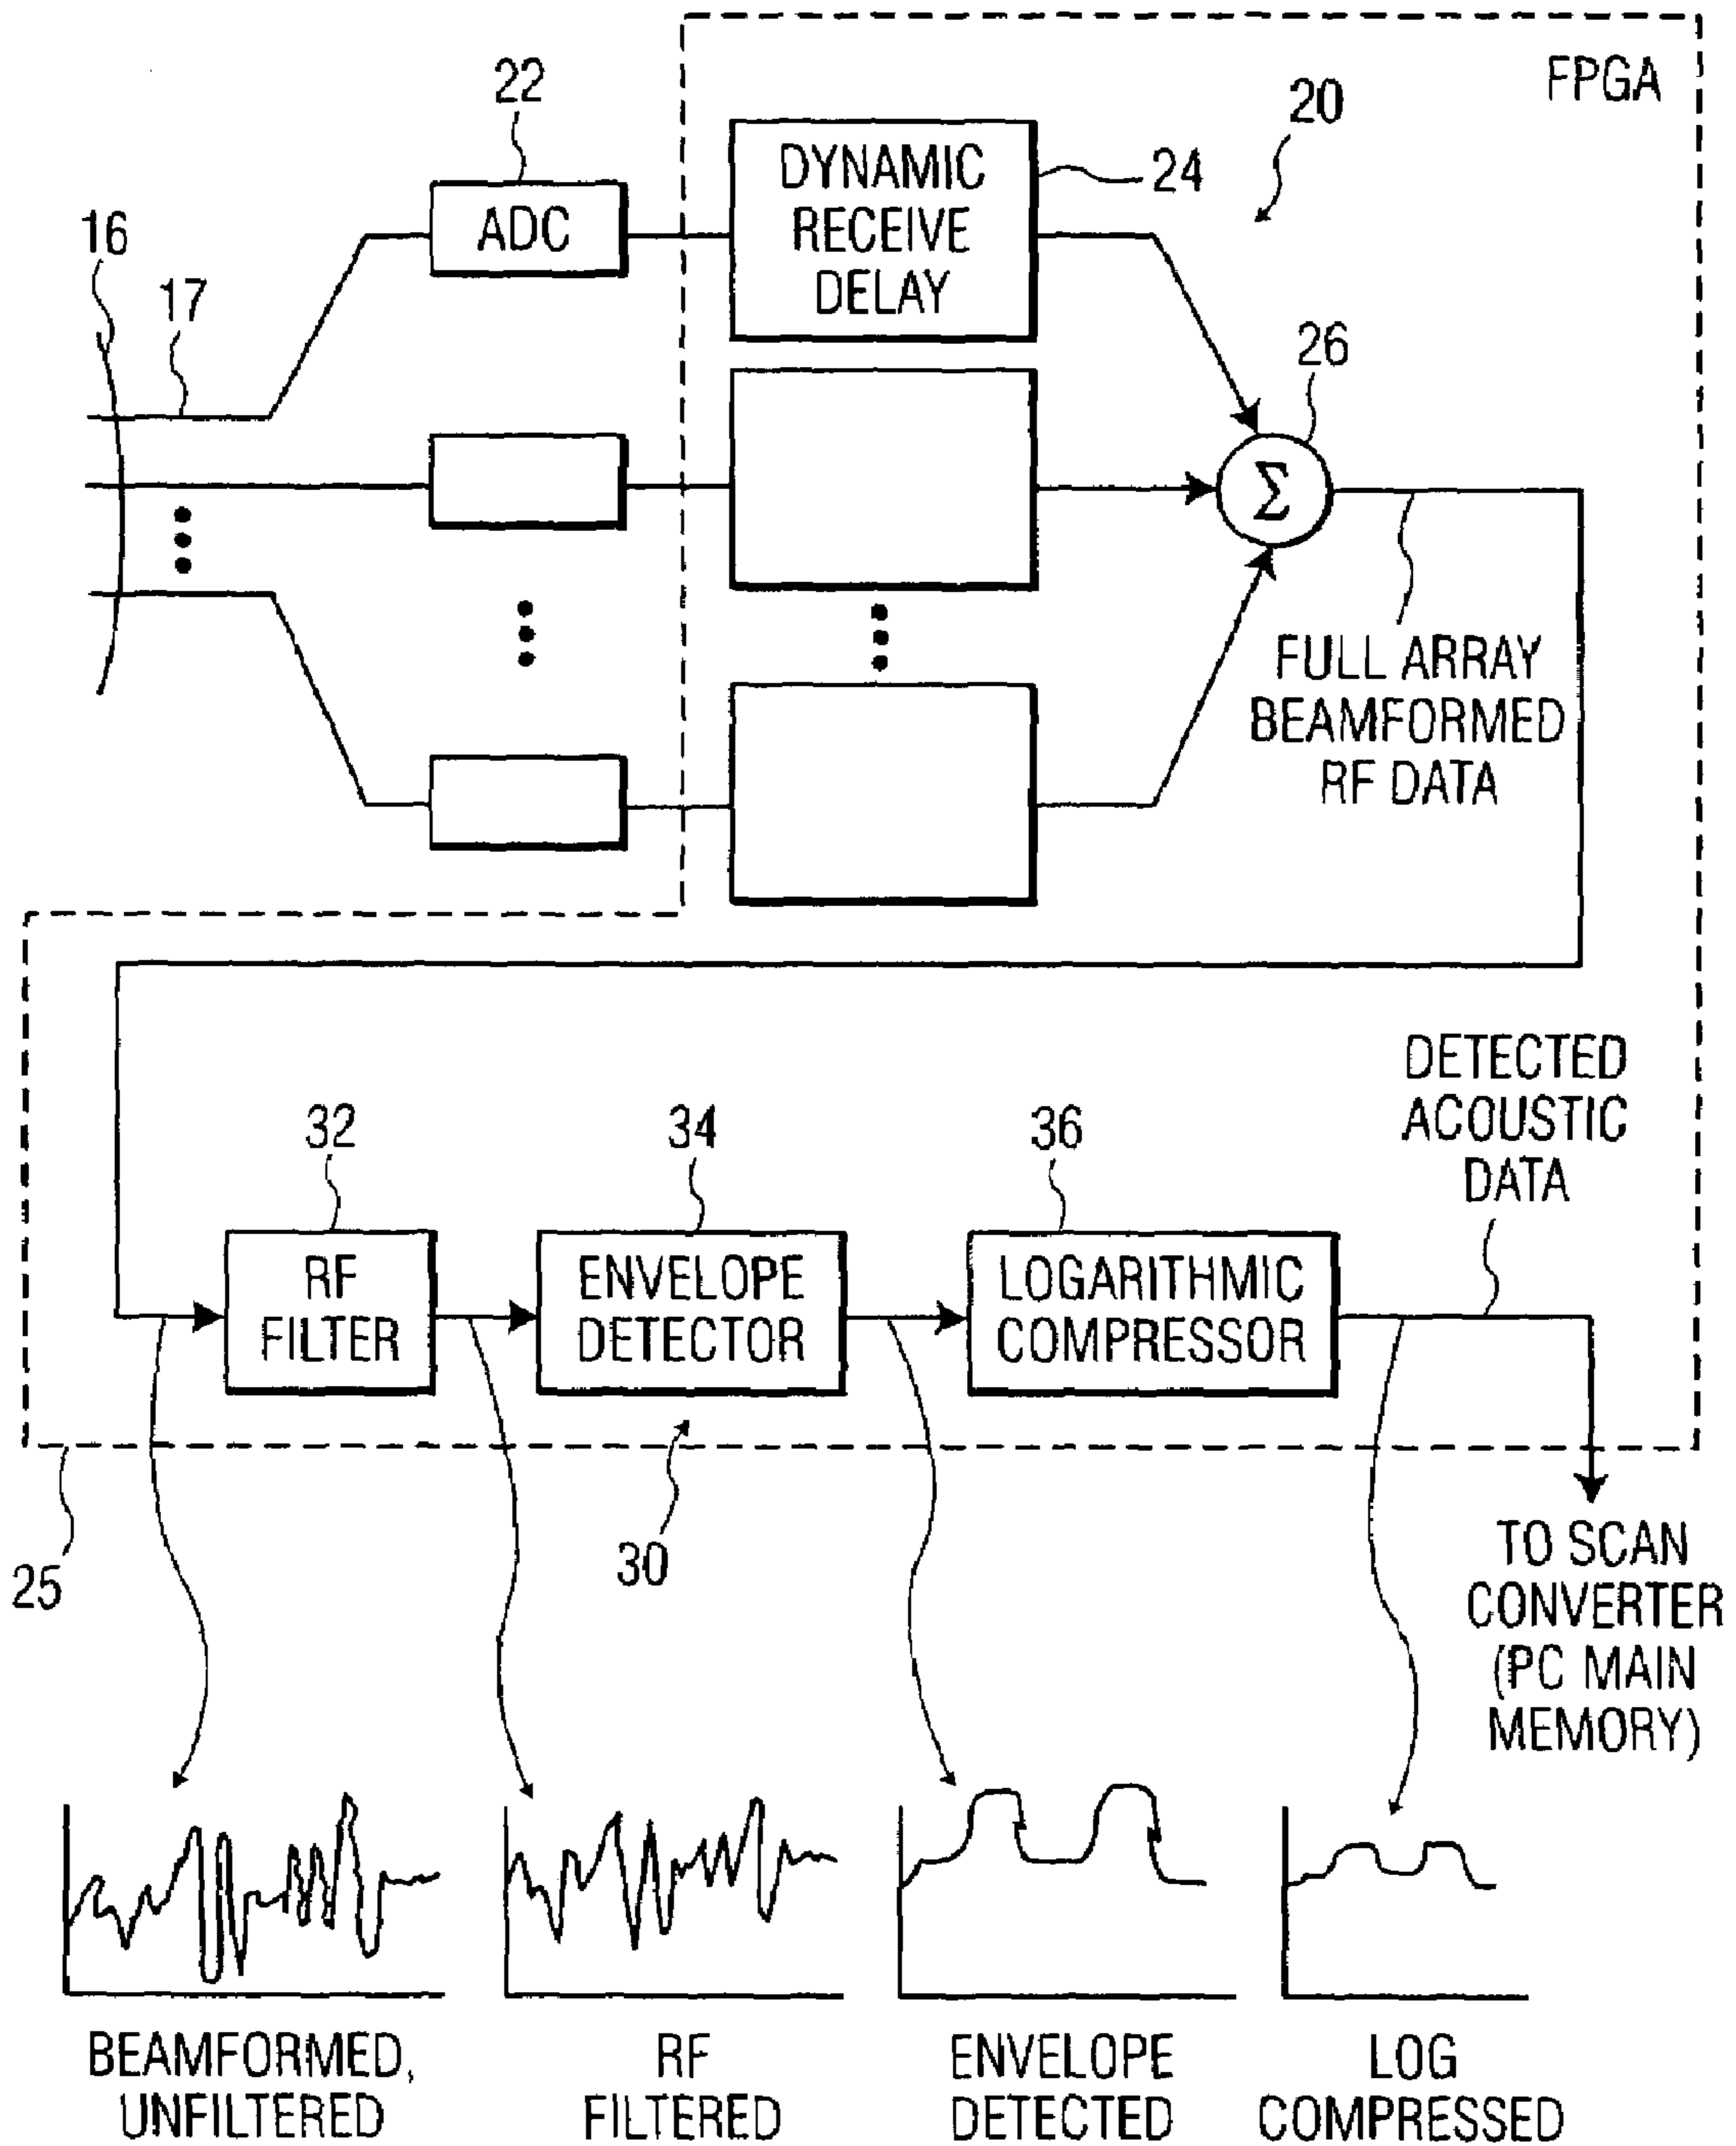 FPGA
22
20
DYNAMIC
RECEIVE
DELAY
24
ADC
16
17
26
Σ
FULL ARRAY
BEAMFORMED
RF DATA
DETECTED
ACOUSTIC
DATA
32
34
36
RF
FILTER
ENVELOPE
DETECTOR
LOGARITHMIC
COMPRESSOR
25
30
TO SCAN
CONVERTER
(PC MAIN
MEMORY)
BEAMFORMED,
UNFILTERED
RF
FILTERED
ENVELOPE
DETECTED
LOG
COMPRESSED